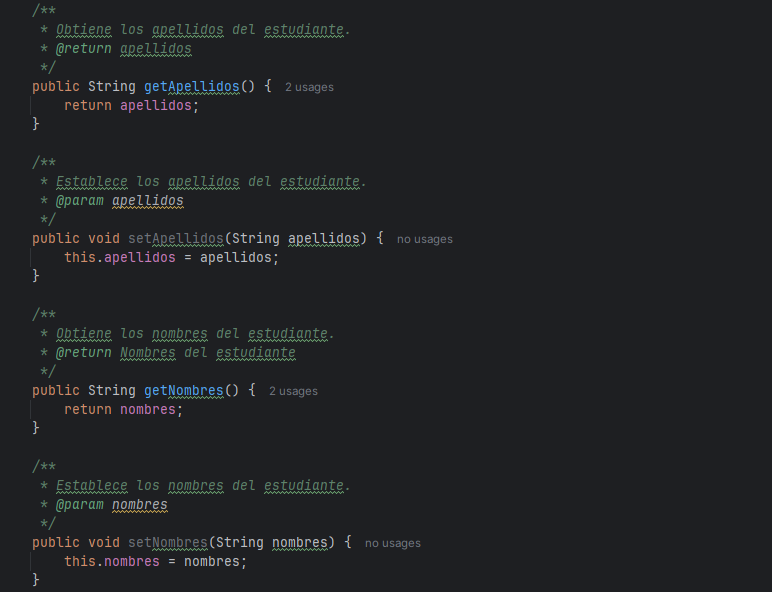 /**
 * Obtiene los apellidos del estudiante.
 * @return apellidos
 */
public String getApellidos() { 2 usages
    return apellidos;
}

/**
 * Establece los apellidos del estudiante.
 * @param apellidos
 */
public void setApellidos(String apellidos) { no usages
    this.apellidos = apellidos;
}

/**
 * Obtiene los nombres del estudiante.
 * @return Nombres del estudiante
 */
public String getNombres() { 2 usages
    return nombres;
}

/**
 * Establece los nombres del estudiante.
 * @param nombres
 */
public void setNombres(String nombres) { no usages
    this.nombres = nombres;
}